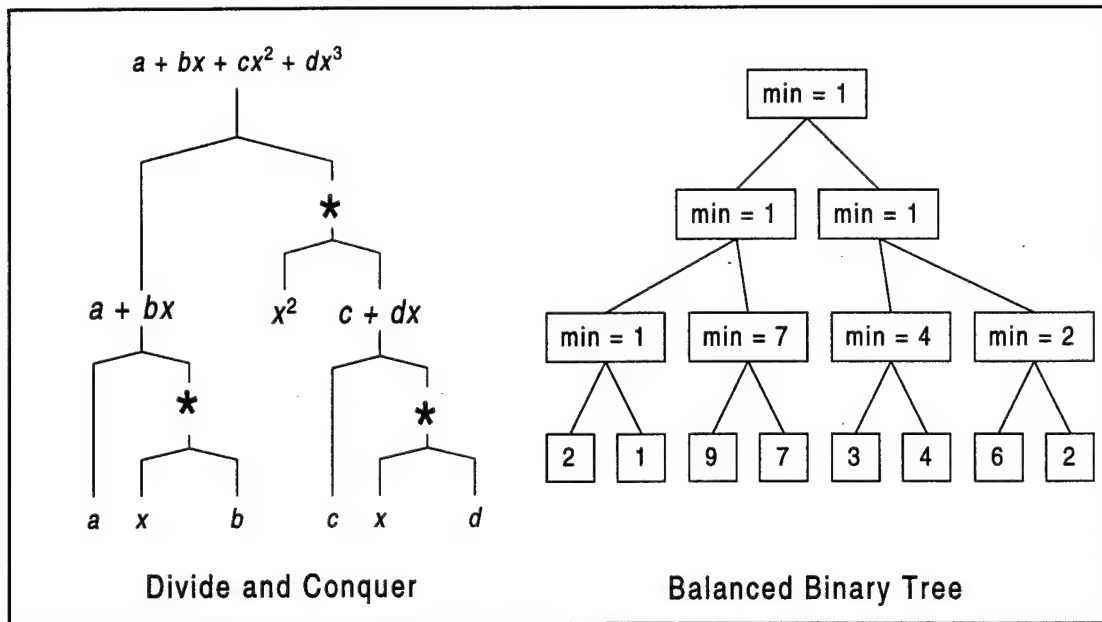 a + bx + cx² + dx³
*
a + bx
x² c + dx
*
*
a x b c x d
Divide and Conquer
min = 1
min = 1 min = 1
min = 1 min = 7 min = 4 min = 2
2 1 9 7 3 4 6 2
Balanced Binary Tree